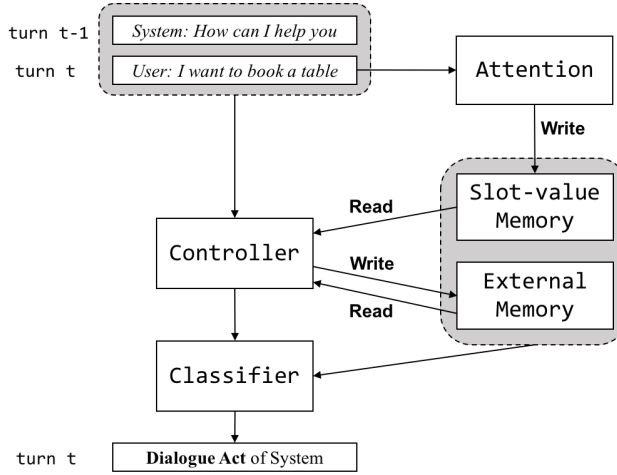 turn t-1
System: How can I help you
turn t
User: I want to book a table
Attention
Write
Slot-value
Memory
Read
Controller
Write
External
Memory
Read
Classifier
turn t
Dialogue Act of System